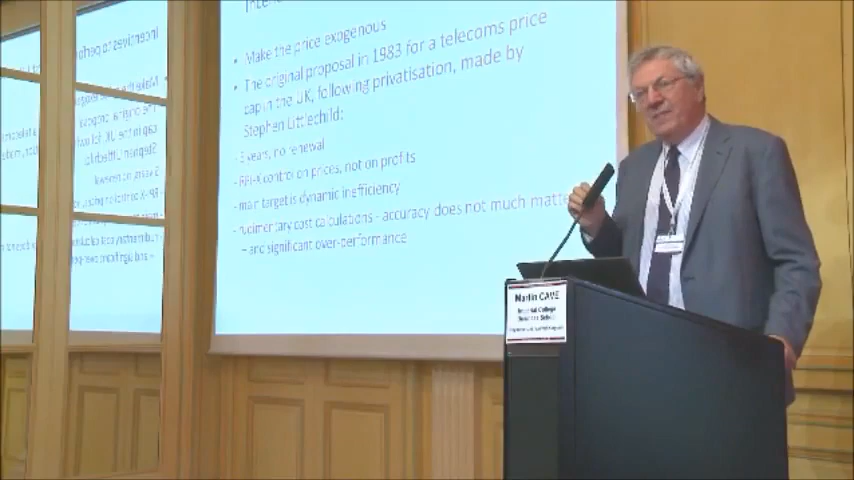 • Make the price exogenous
• The original proposal in 1983 for a telecoms price
cap in the UK, following privatisation, made by
Stephen Littlechild:
- 5 years, no renewal
- RPI-X control on prices, not on profits
- main target is dynamic inefficiency
- rudimentary cost calculations - accuracy does not much matte
– and significant over-performance
Martin CAVE
Imperial College
Business School